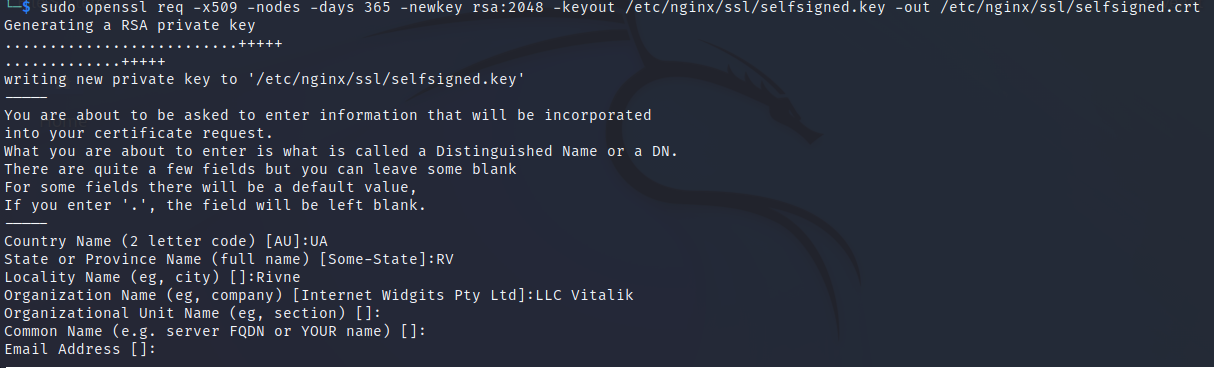 └─$ sudo openssl req -x509 -nodes -days 365 -newkey rsa:2048 -keyout /etc/nginx/ssl/selfsigned.key -out /etc/nginx/ssl/selfsigned.crt
Generating a RSA private key
..........................+++++
.............+++++
writing new private key to '/etc/nginx/ssl/selfsigned.key'
-----
You are about to be asked to enter information that will be incorporated
into your certificate request.
What you are about to enter is what is called a Distinguished Name or a DN.
There are quite a few fields but you can leave some blank
For some fields there will be a default value,
If you enter '.', the field will be left blank.
-----
Country Name (2 letter code) [AU]:UA
State or Province Name (full name) [Some-State]:RV
Locality Name (eg, city) []:Rivne
Organization Name (eg, company) [Internet Widgits Pty Ltd]:LLC Vitalik
Organizational Unit Name (eg, section) []:
Common Name (e.g. server FQDN or YOUR name) []:
Email Address []: